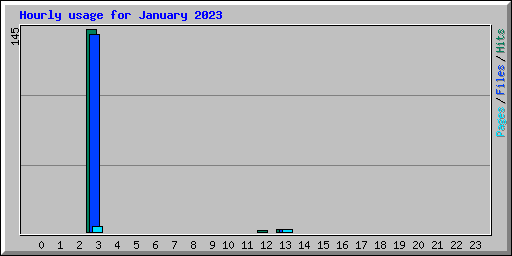 Hourly usage for January 2023
145
Pages/Files/Hits
0 1 2 3 4 5 6 7 8 9 10 11 12 13 14 15 16 17 18 19 20 21 22 23